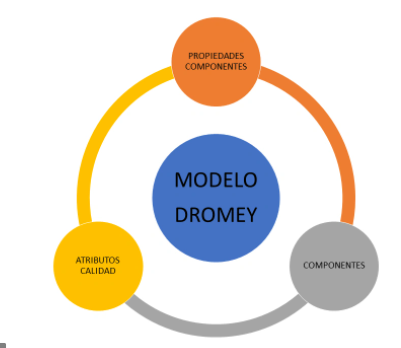 PROPIEDADES
COMPONENTES
MODELO
DROMEY
ATRIBUTOS
CALIDAD
COMPONENTES